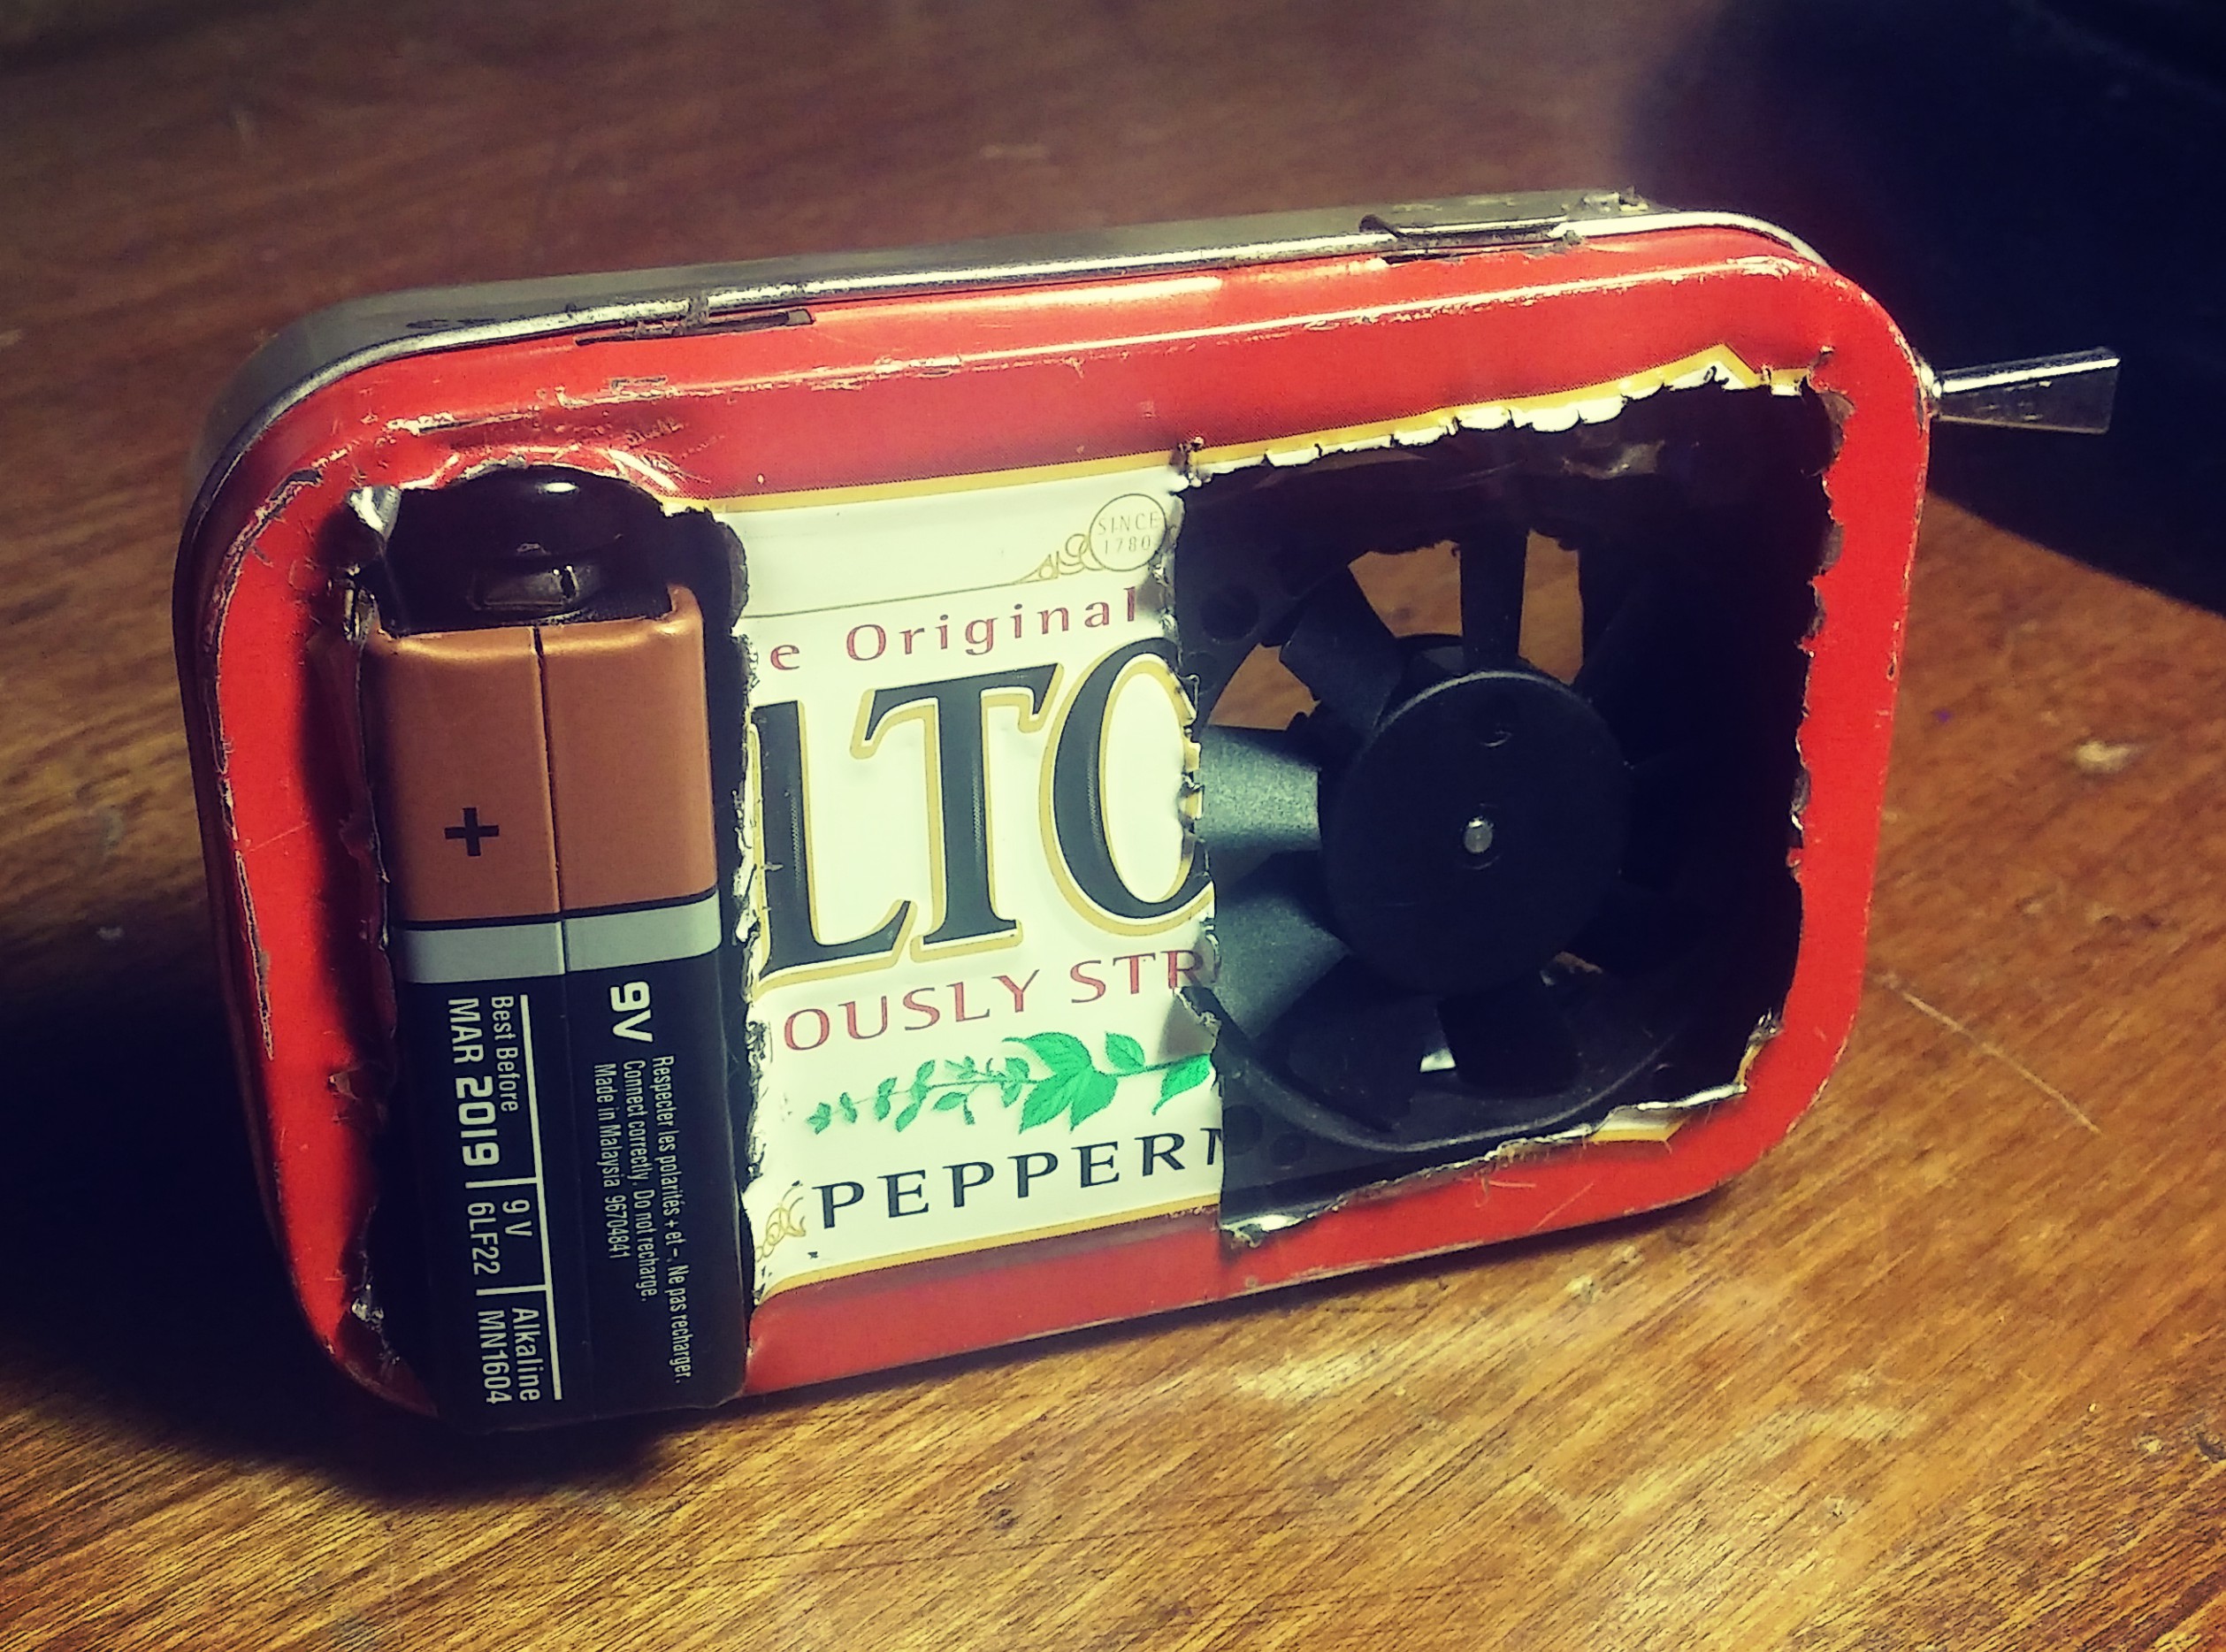 +
9V
Respecter les polarités + et -. Ne pas recharger.
Connect correctly. Do not recharge.
Made in Malaysia 96704841
Best Before
MAR 2019
9V
6LF22
Alkaline
MN1604
SINCE
1780
e Original
LTO
OUSLY STR
PEPPERM